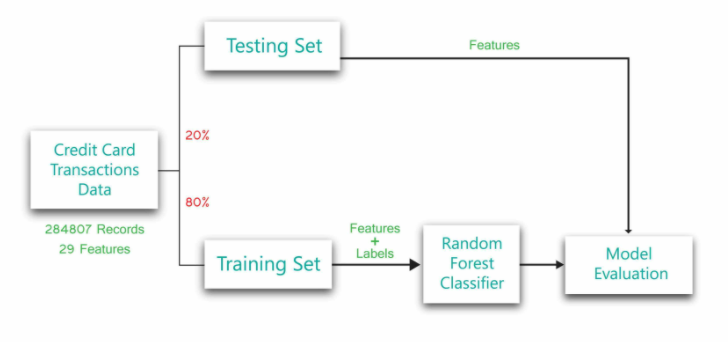 Testing Set
Features
20%
Credit Card
Transactions
Data
80%
284807 Records
29 Features
Features
+
Labels
Training Set
Random
Forest
Classifier
Model
Evaluation